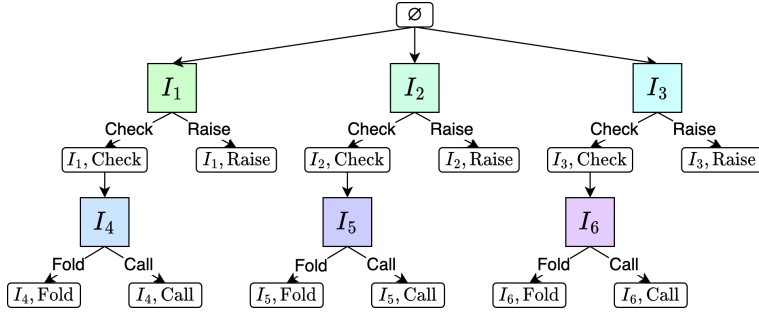 ∅
I₁ I₂ I₃
Check Raise Check Raise Check Raise
I₁, Check I₁, Raise I₂, Check I₂, Raise I₃, Check I₃, Raise
I₄ I₅ I₆
Fold Call Fold Call Fold Call
I₄, Fold I₄, Call I₅, Fold I₅, Call I₆, Fold I₆, Call